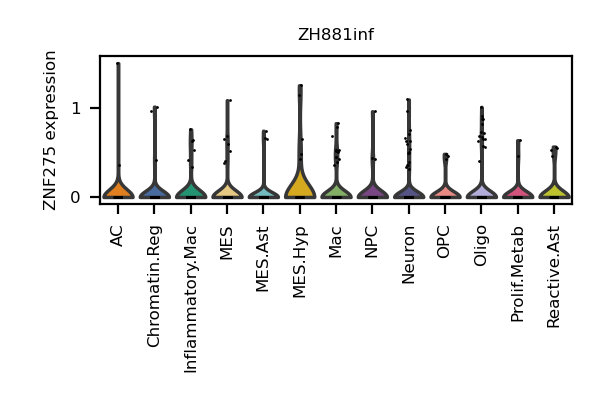 ZH881inf
ZNF275 expression
1
0
AC
Chromatin.Reg
Inflammatory.Mac
MES
MES.Ast
MES.Hyp
Mac
NPC
Neuron
OPC
Oligo
Prolif.Metab
Reactive.Ast